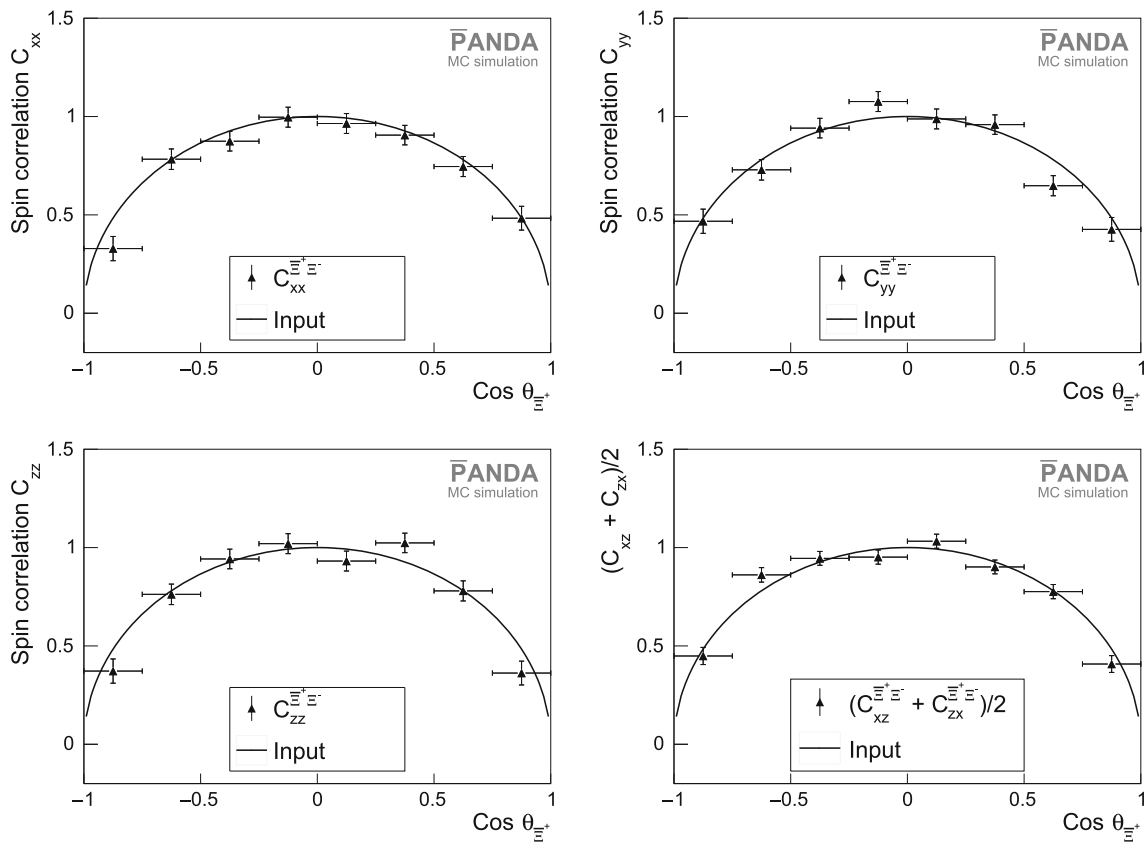 Spin correlation C_xx
1.5
1
0.5
0
P̅ANDA
MC simulation
C_xx^Ξ̅⁺Ξ⁻
Input
−1 −0.5 0 0.5 1
Cos θ_Ξ̅⁺
Spin correlation C_yy
1.5
1
0.5
0
P̅ANDA
MC simulation
C_yy^Ξ̅⁺Ξ⁻
Input
−1 −0.5 0 0.5 1
Cos θ_Ξ̅⁺
Spin correlation C_zz
1.5
1
0.5
0
P̅ANDA
MC simulation
C_zz^Ξ̅⁺Ξ⁻
Input
−1 −0.5 0 0.5 1
Cos θ_Ξ̅⁺
(C_xz + C_zx)/2
1.5
1
0.5
0
P̅ANDA
MC simulation
(C_xz^Ξ̅⁺Ξ⁻ + C_zx^Ξ̅⁺Ξ⁻)/2
Input
−1 −0.5 0 0.5 1
Cos θ_Ξ̅⁺